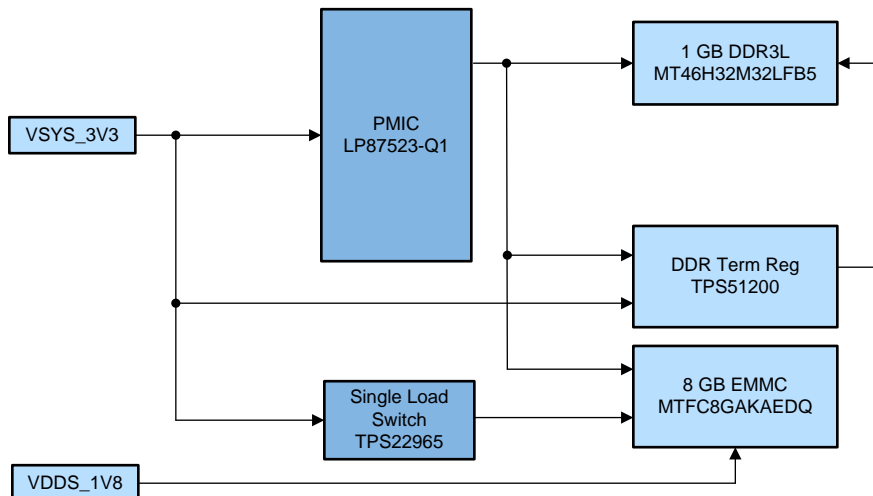 1 GB DDR3L
MT46H32M32LFB5
PMIC
LP87523-Q1
VSYS_3V3
DDR Term Reg
TPS51200
8 GB EMMC
MTFC8GAKAEDQ
Single Load
Switch
TPS22965
VDDS_1V8